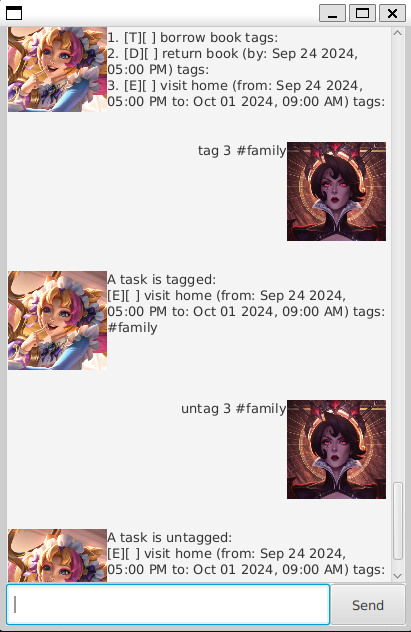 1. [T][ ] borrow book tags:
2. [D][ ] return book (by: Sep 24 2024,
05:00 PM) tags:
3. [E][ ] visit home (from: Sep 24 2024,
05:00 PM to: Oct 01 2024, 09:00 AM) tags:
tag 3 #family
A task is tagged:
[E][ ] visit home (from: Sep 24 2024,
05:00 PM to: Oct 01 2024, 09:00 AM) tags:
#family
untag 3 #family
A task is untagged:
[E][ ] visit home (from: Sep 24 2024,
05:00 PM to: Oct 01 2024, 09:00 AM) tags:
Send